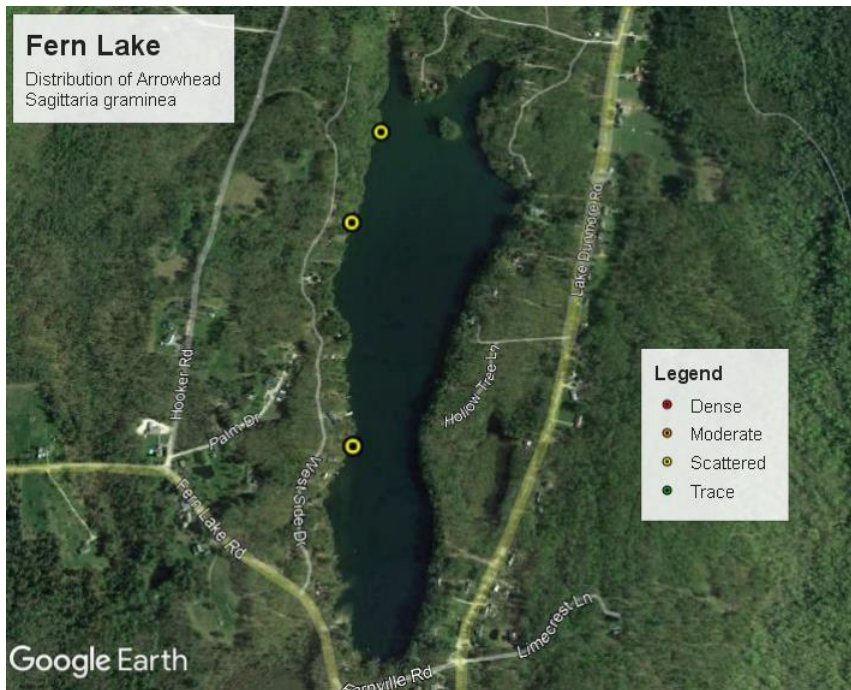 Fern Lake
Distribution of Arrowhead
Sagittaria graminea
Lake Dunmore Rd
Hooker Rd
Hollow Tree Ln
Legend
Dense
Moderate
Scattered
Trace
Palm Dr
West Side Dr
Fern Lake Rd
Limecrest Ln
Google Earth
Fernville Rd